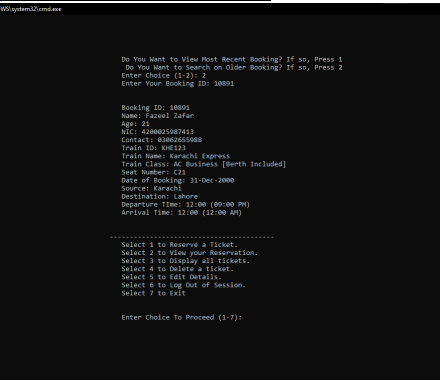 WS\system32\cmd.exe
Do You Want to View Most Recent Booking? If so, Press 1
Do You Want to Search on Older Booking? If so, Press 2
Enter Choice (1-2): 2
Enter Your Booking ID: 10891
Booking ID: 10891
Name: Fazeel Zafar
Age: 21
NIC: 4200025987413
Contact: 03062655988
Train ID: KHE123
Train Name: Karachi Express
Train Class: AC Business [Berth Included]
Seat Number: C21
Date of Booking: 31-Dec-2000
Source: Karachi
Destination: Lahore
Departure TIme: 12:00 (09:00 PM)
Arrival Time: 12:00 (12:00 AM)
-----------------------------------------
Select 1 to Reserve a Ticket.
Select 2 to View your Reservation.
Select 3 to Display all tickets.
Select 4 to Delete a ticket.
Select 5 to Edit Details.
Select 6 to Log Out of Session.
Select 7 to Exit
Enter Choice To Proceed (1-7):